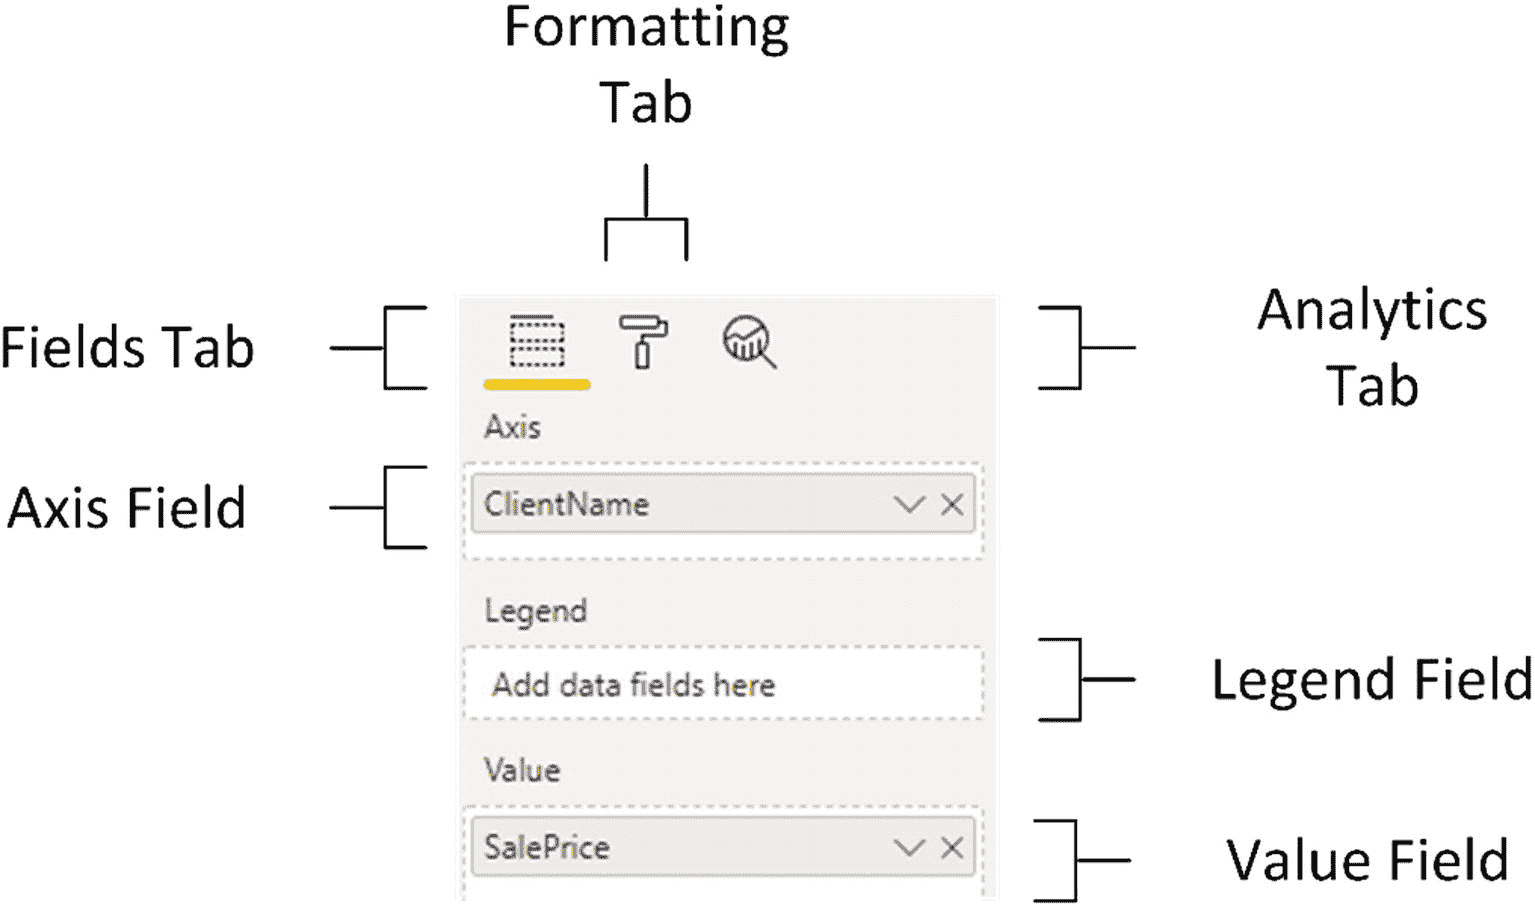 Formatting
Tab
Fields Tab
Analytics
Tab
Axis
Axis Field
ClientName
Legend
Add data fields here
Legend Field
Value
SalePrice
Value Field